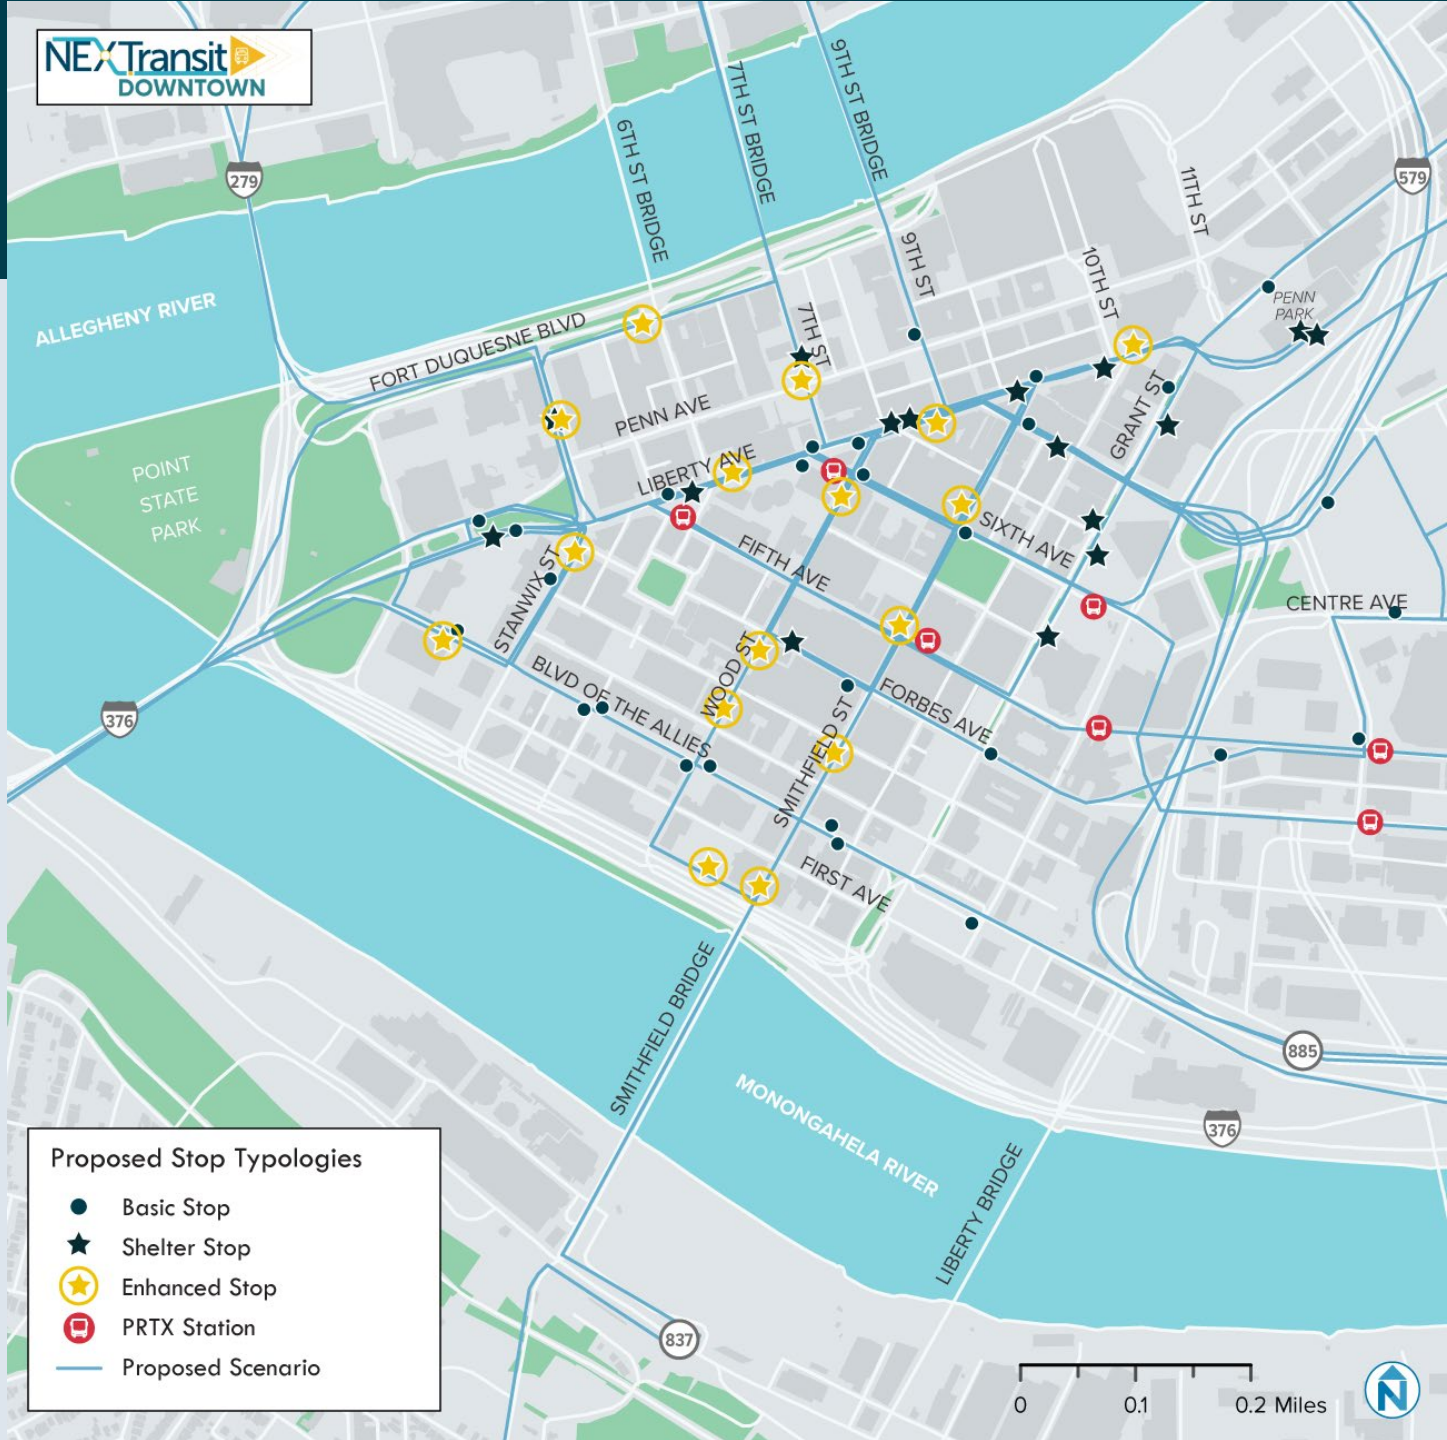 NEXTransit
DOWNTOWN
279
6TH ST BRIDGE
7TH ST BRIDGE
9TH ST BRIDGE
11TH ST
579
ALLEGHENY RIVER
9TH ST
10TH ST
PENN
PARK
FORT DUQUESNE BLVD
7TH ST
PENN AVE
GRANT ST
POINT
STATE
PARK
LIBERTY AVE
SIXTH AVE
FIFTH AVE
STANWIX ST
CENTRE AVE
376
BLVD OF THE ALLIES
WOOD ST
FORBES AVE
SMITHFIELD ST
FIRST AVE
SMITHFIELD BRIDGE
MONONGAHELA RIVER
885
376
LIBERTY BRIDGE
837
Proposed Stop Typologies
Basic Stop
Shelter Stop
Enhanced Stop
PRTX Station
Proposed Scenario
0 0.1 0.2 Miles
N